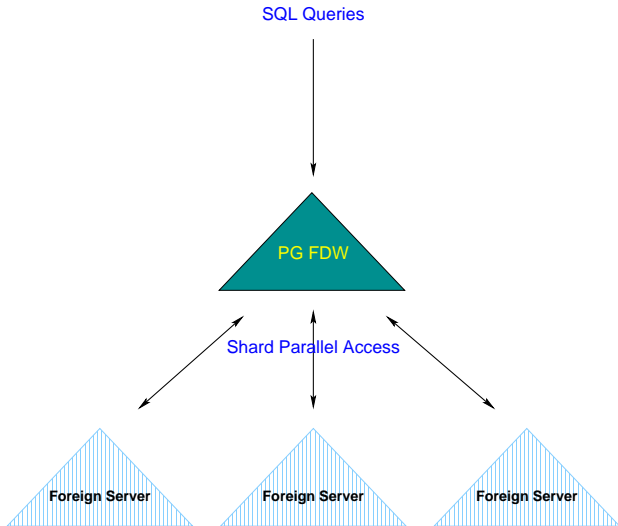 SQL Queries
PG FDW
Shard Parallel Access
Foreign Server
Foreign Server
Foreign Server